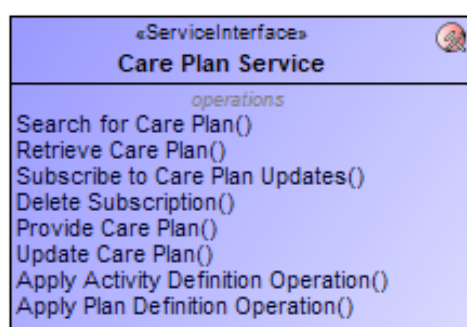 «ServiceInterface»
Care Plan Service
operations
Search for Care Plan()
Retrieve Care Plan()
Subscribe to Care Plan Updates()
Delete Subscription()
Provide Care Plan()
Update Care Plan()
Apply Activity Definition Operation()
Apply Plan Definition Operation()